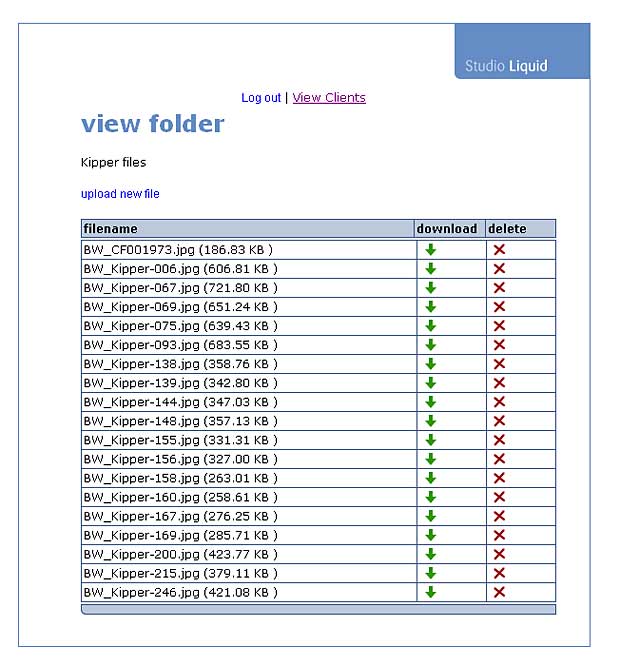 Studio Liquid
Log out | View Clients
view folder
Kipper files
upload new file
filename download delete
BW_CF001973.jpg (186.83 KB )
BW_Kipper-006.jpg (606.81 KB )
BW_Kipper-067.jpg (721.80 KB )
BW_Kipper-069.jpg (651.24 KB )
BW_Kipper-075.jpg (639.43 KB )
BW_Kipper-093.jpg (683.55 KB )
BW_Kipper-138.jpg (358.76 KB )
BW_Kipper-139.jpg (342.80 KB )
BW_Kipper-144.jpg (347.03 KB )
BW_Kipper-148.jpg (357.13 KB )
BW_Kipper-155.jpg (331.31 KB )
BW_Kipper-156.jpg (327.00 KB )
BW_Kipper-158.jpg (263.01 KB )
BW_Kipper-160.jpg (258.61 KB )
BW_Kipper-167.jpg (276.25 KB )
BW_Kipper-169.jpg (285.71 KB )
BW_Kipper-200.jpg (423.77 KB )
BW_Kipper-215.jpg (379.11 KB )
BW_Kipper-246.jpg (421.08 KB )